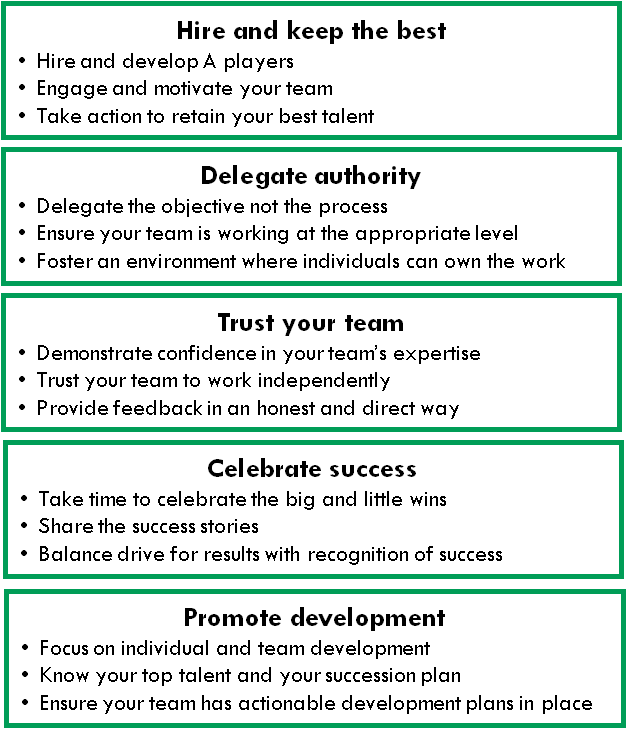 Hire and keep the best
• Hire and develop A players
• Engage and motivate your team
• Take action to retain your best talent
Delegate authority
• Delegate the objective not the process
• Ensure your team is working at the appropriate level
• Foster an environment where individuals can own the work
Trust your team
• Demonstrate confidence in your team’s expertise
• Trust your team to work independently
• Provide feedback in an honest and direct way
Celebrate success
• Take time to celebrate the big and little wins
• Share the success stories
• Balance drive for results with recognition of success
Promote development
• Focus on individual and team development
• Know your top talent and your succession plan
• Ensure your team has actionable development plans in place